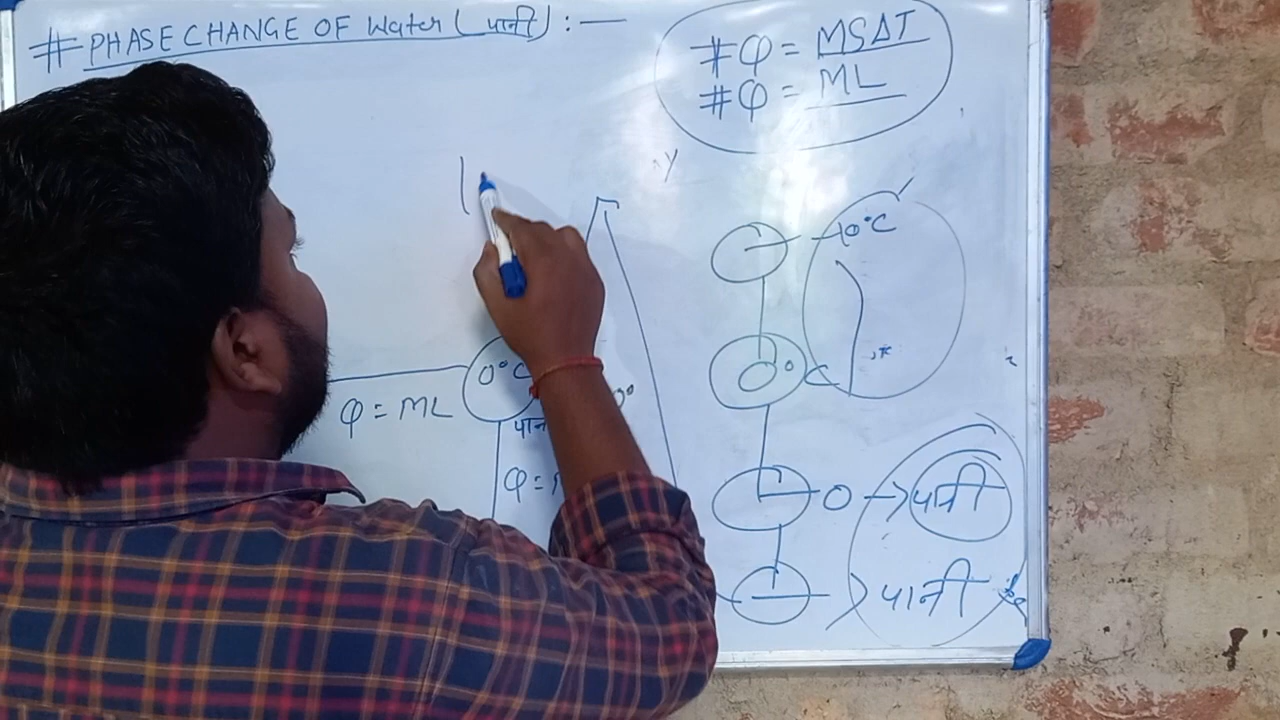 # PHASE CHANGE OF Water (पानी) : —
# Q = MSΔT
# Q = ML
-10°C
0°C
0°C
Q = ML
Q =
0 → पानी
पानी